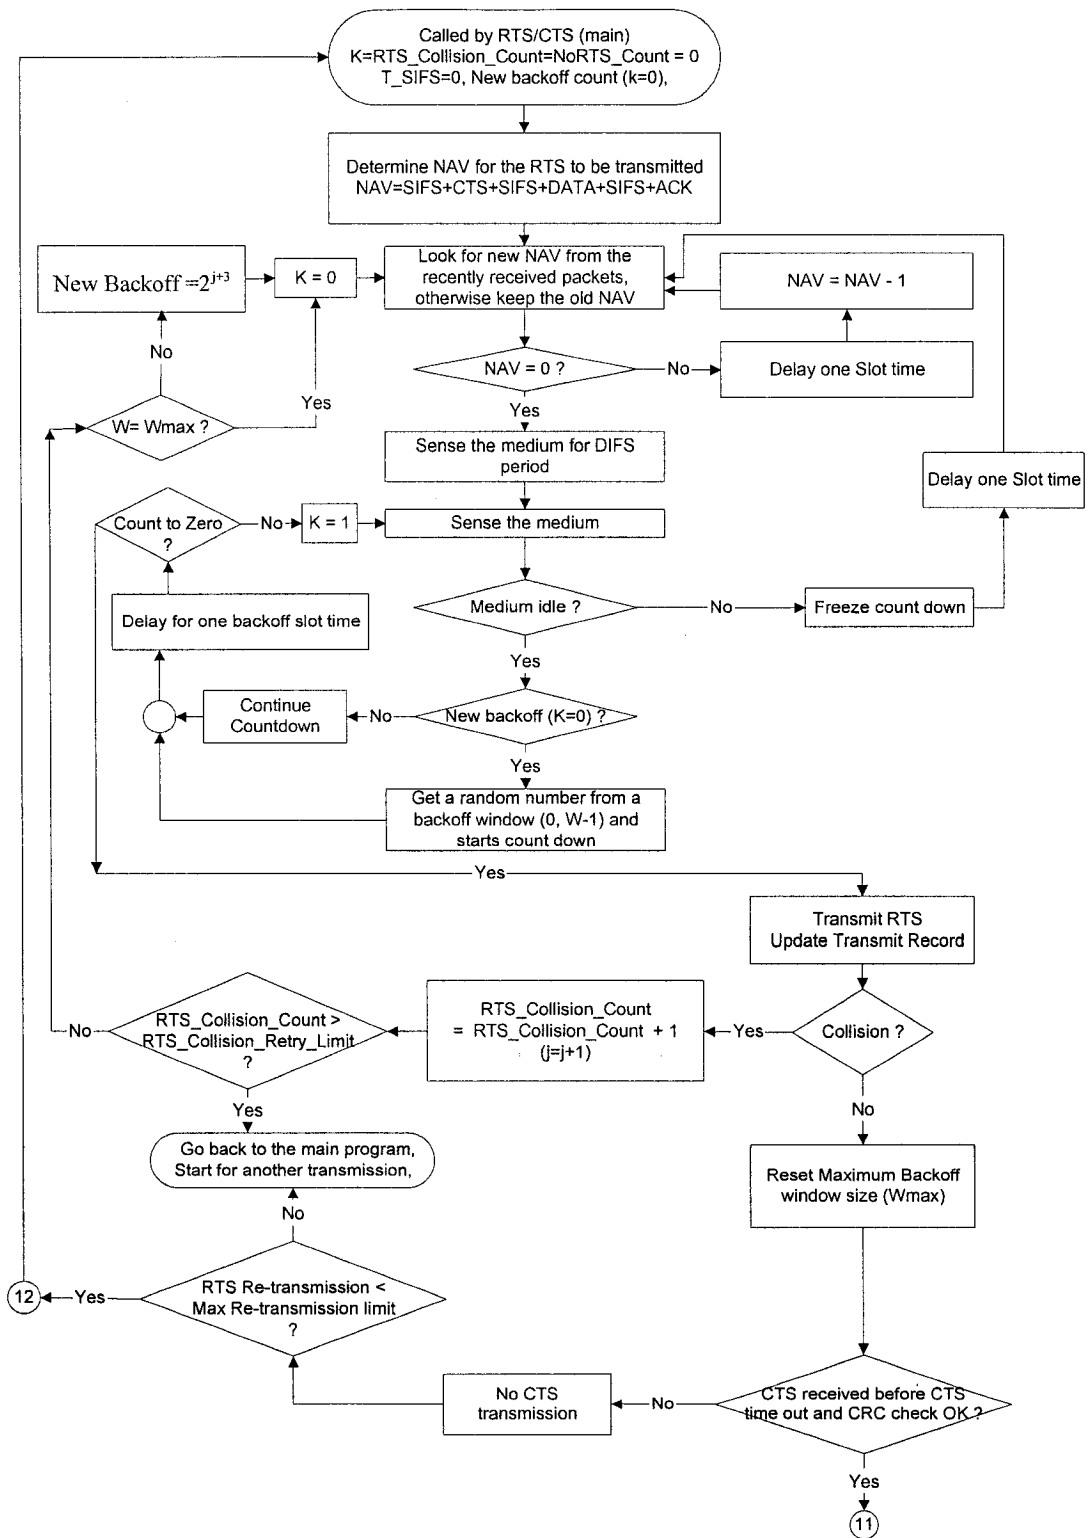 Called by RTS/CTS (main)
K=RTS_Collision_Count=NoRTS_Count = 0
T_SIFS=0, New backoff count (k=0),
Determine NAV for the RTS to be transmitted
NAV=SIFS+CTS+SIFS+DATA+SIFS+ACK
New Backoff =2^{j+3}
K = 0
Look for new NAV from the
recently received packets,
otherwise keep the old NAV
NAV = NAV - 1
No
NAV = 0 ?
No
Delay one Slot time
Yes
Yes
W= Wmax ?
Sense the medium for DIFS
period
Delay one Slot time
Count to Zero
?
No
K = 1
Sense the medium
Delay for one backoff slot time
Medium idle ?
No
Freeze count down
Yes
Continue
Countdown
No
New backoff (K=0) ?
Yes
Get a random number from a
backoff window (0, W-1) and
starts count down
Yes
Transmit RTS
Update Transmit Record
No
RTS_Collision_Count >
RTS_Collision_Retry_Limit
?
RTS_Collision_Count
= RTS_Collision_Count + 1
(j=j+1)
Yes
Collision ?
Yes
No
Go back to the main program,
Start for another transmission,
Reset Maximum Backoff
window size (Wmax)
No
12
Yes
RTS Re-transmission <
Max Re-transmission limit
?
No CTS
transmission
No
CTS received before CTS
time out and CRC check OK ?
Yes
11